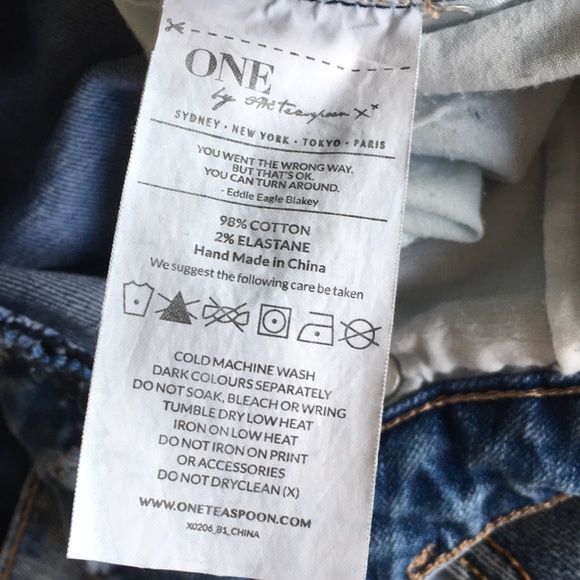 ONE
by One teaspoon X
SYDNEY • NEW YORK • TOKYO • PARIS
YOU WENT THE WRONG WAY.
BUT THAT'S OK.
YOU CAN TURN AROUND.
- Eddie Eagle Blakey
98% COTTON
2% ELASTANE
Hand Made in China
We suggest the following care be taken
COLD MACHINE WASH
DARK COLOURS SEPARATELY
DO NOT SOAK, BLEACH OR WRING
TUMBLE DRY LOW HEAT
IRON ON LOW HEAT
DO NOT IRON ON PRINT
OR ACCESSORIES
DO NOT DRYCLEAN (X)
WWW.ONETEASPOON.COM
X0206_B1_CHINA